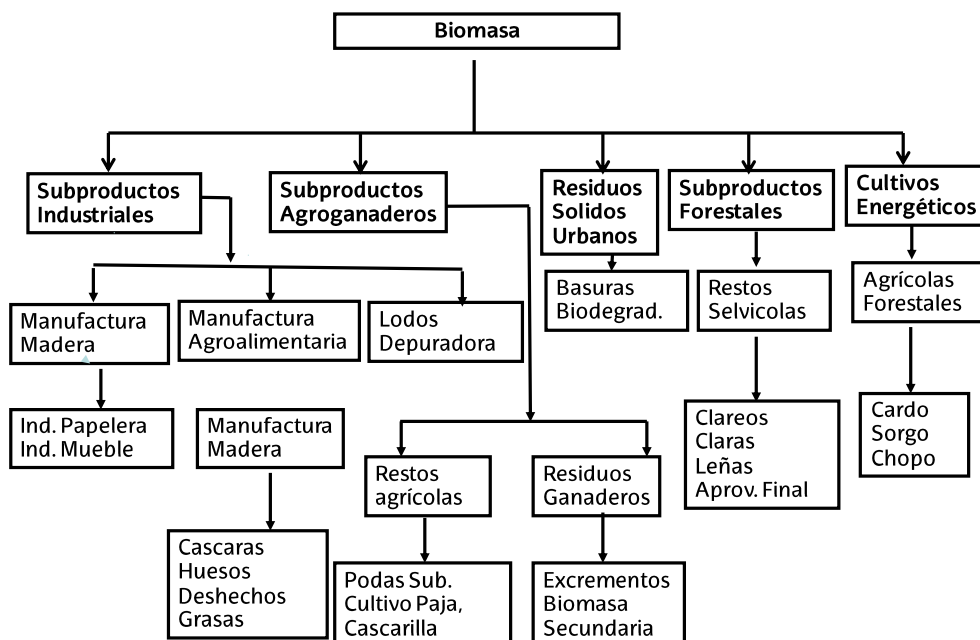 Biomasa
Subproductos
Industriales
Subproductos
Agroganaderos
Residuos
Solidos
Urbanos
Subproductos
Forestales
Cultivos
Energéticos
Manufactura
Madera
Manufactura
Agroalimentaria
Lodos
Depuradora
Basuras
Biodegrad.
Restos
Selvicolas
Agrícolas
Forestales
Ind. Papelera
Ind. Mueble
Manufactura
Madera
Restos
agrícolas
Residuos
Ganaderos
Clareos
Claras
Leñas
Aprov. Final
Cardo
Sorgo
Chopo
Cascaras
Huesos
Deshechos
Grasas
Podas Sub.
Cultivo Paja,
Cascarilla
Excrementos
Biomasa
Secundaria